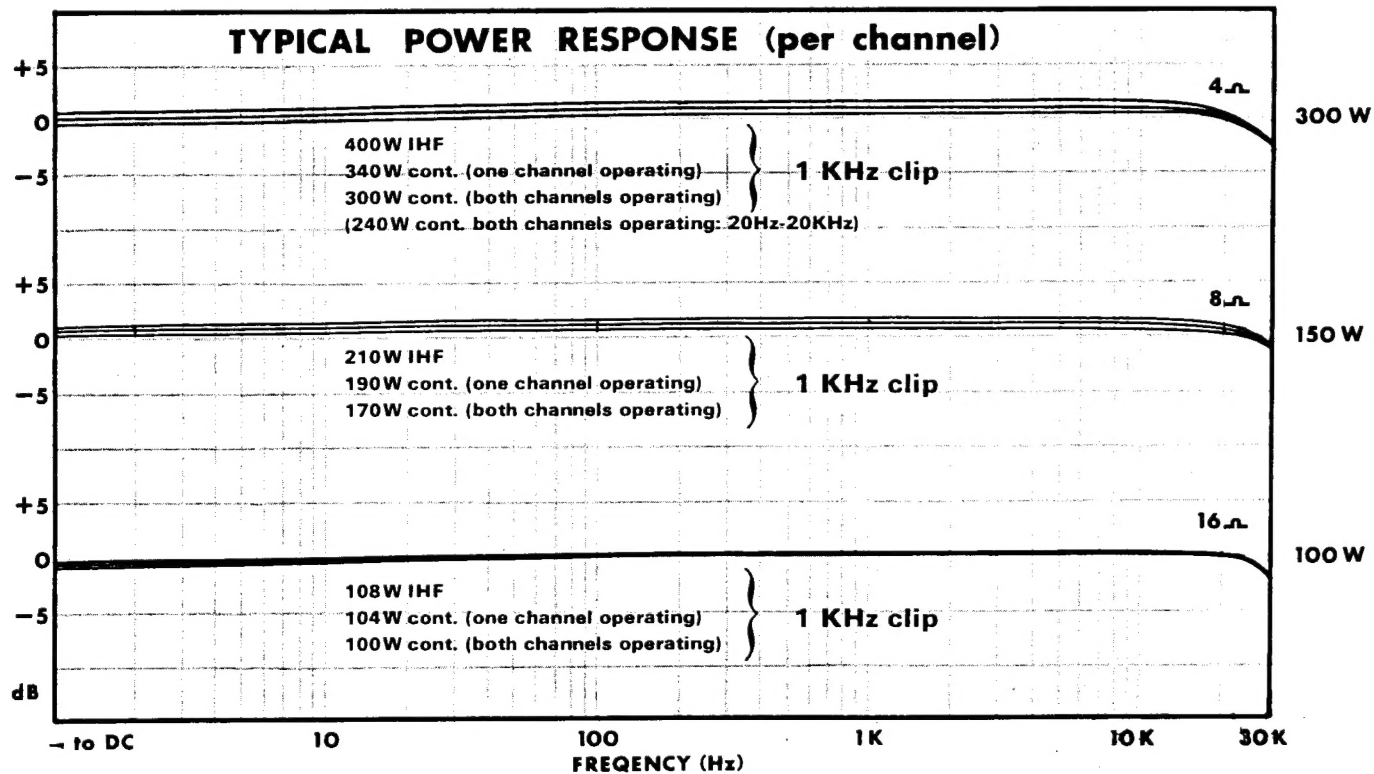 TYPICAL POWER RESPONSE (per channel)
+5
4Ω
0
300 W
400W IHF
340W cont. (one channel operating)
1 KHz clip
-5
300W cont. (both channels operating)
(240W cont. both channels operating: 20Hz-20KHz)
+5
8Ω
0
150 W
210W IHF
190W cont. (one channel operating)
1 KHz clip
-5
170W cont. (both channels operating)
+5
16Ω
0
100 W
108W IHF
104W cont. (one channel operating)
1 KHz clip
-5
100W cont. (both channels operating)
dB
→ to DC
10
100
1K
10K
30K
FREQENCY (Hz)